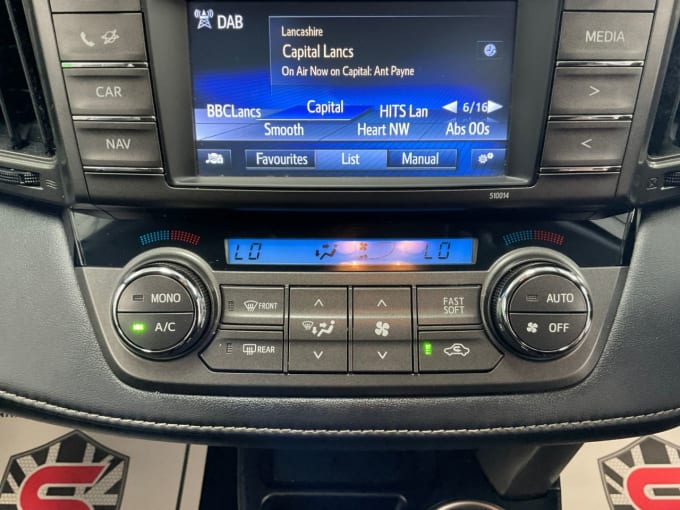 DAB
Lancashire
Capital Lancs
On Air Now on Capital: Ant Payne
BBCLancs Capital HITS Lan 6/16
Smooth Heart NW Abs 00s
Favourites List Manual
CAR
NAV
MEDIA
>
<
510014
LO LO
MONO
A/C
FRONT
REAR
FAST
SOFT
AUTO
OFF